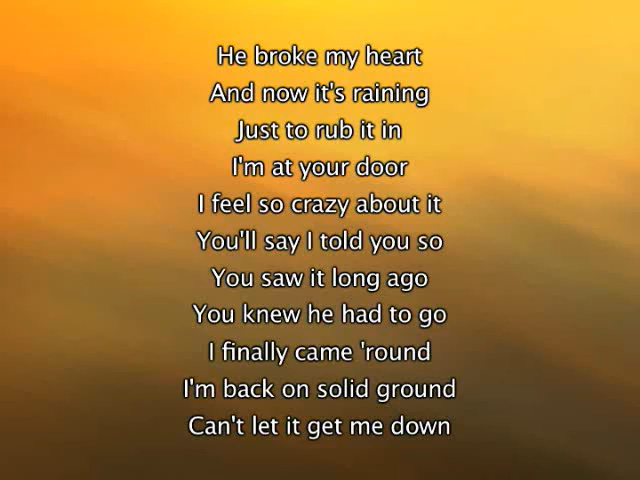 He broke my heart
And now it's raining
Just to rub it in
I'm at your door
I feel so crazy about it
You'll say I told you so
You saw it long ago
You knew he had to go
I finally came 'round
I'm back on solid ground
Can't let it get me down